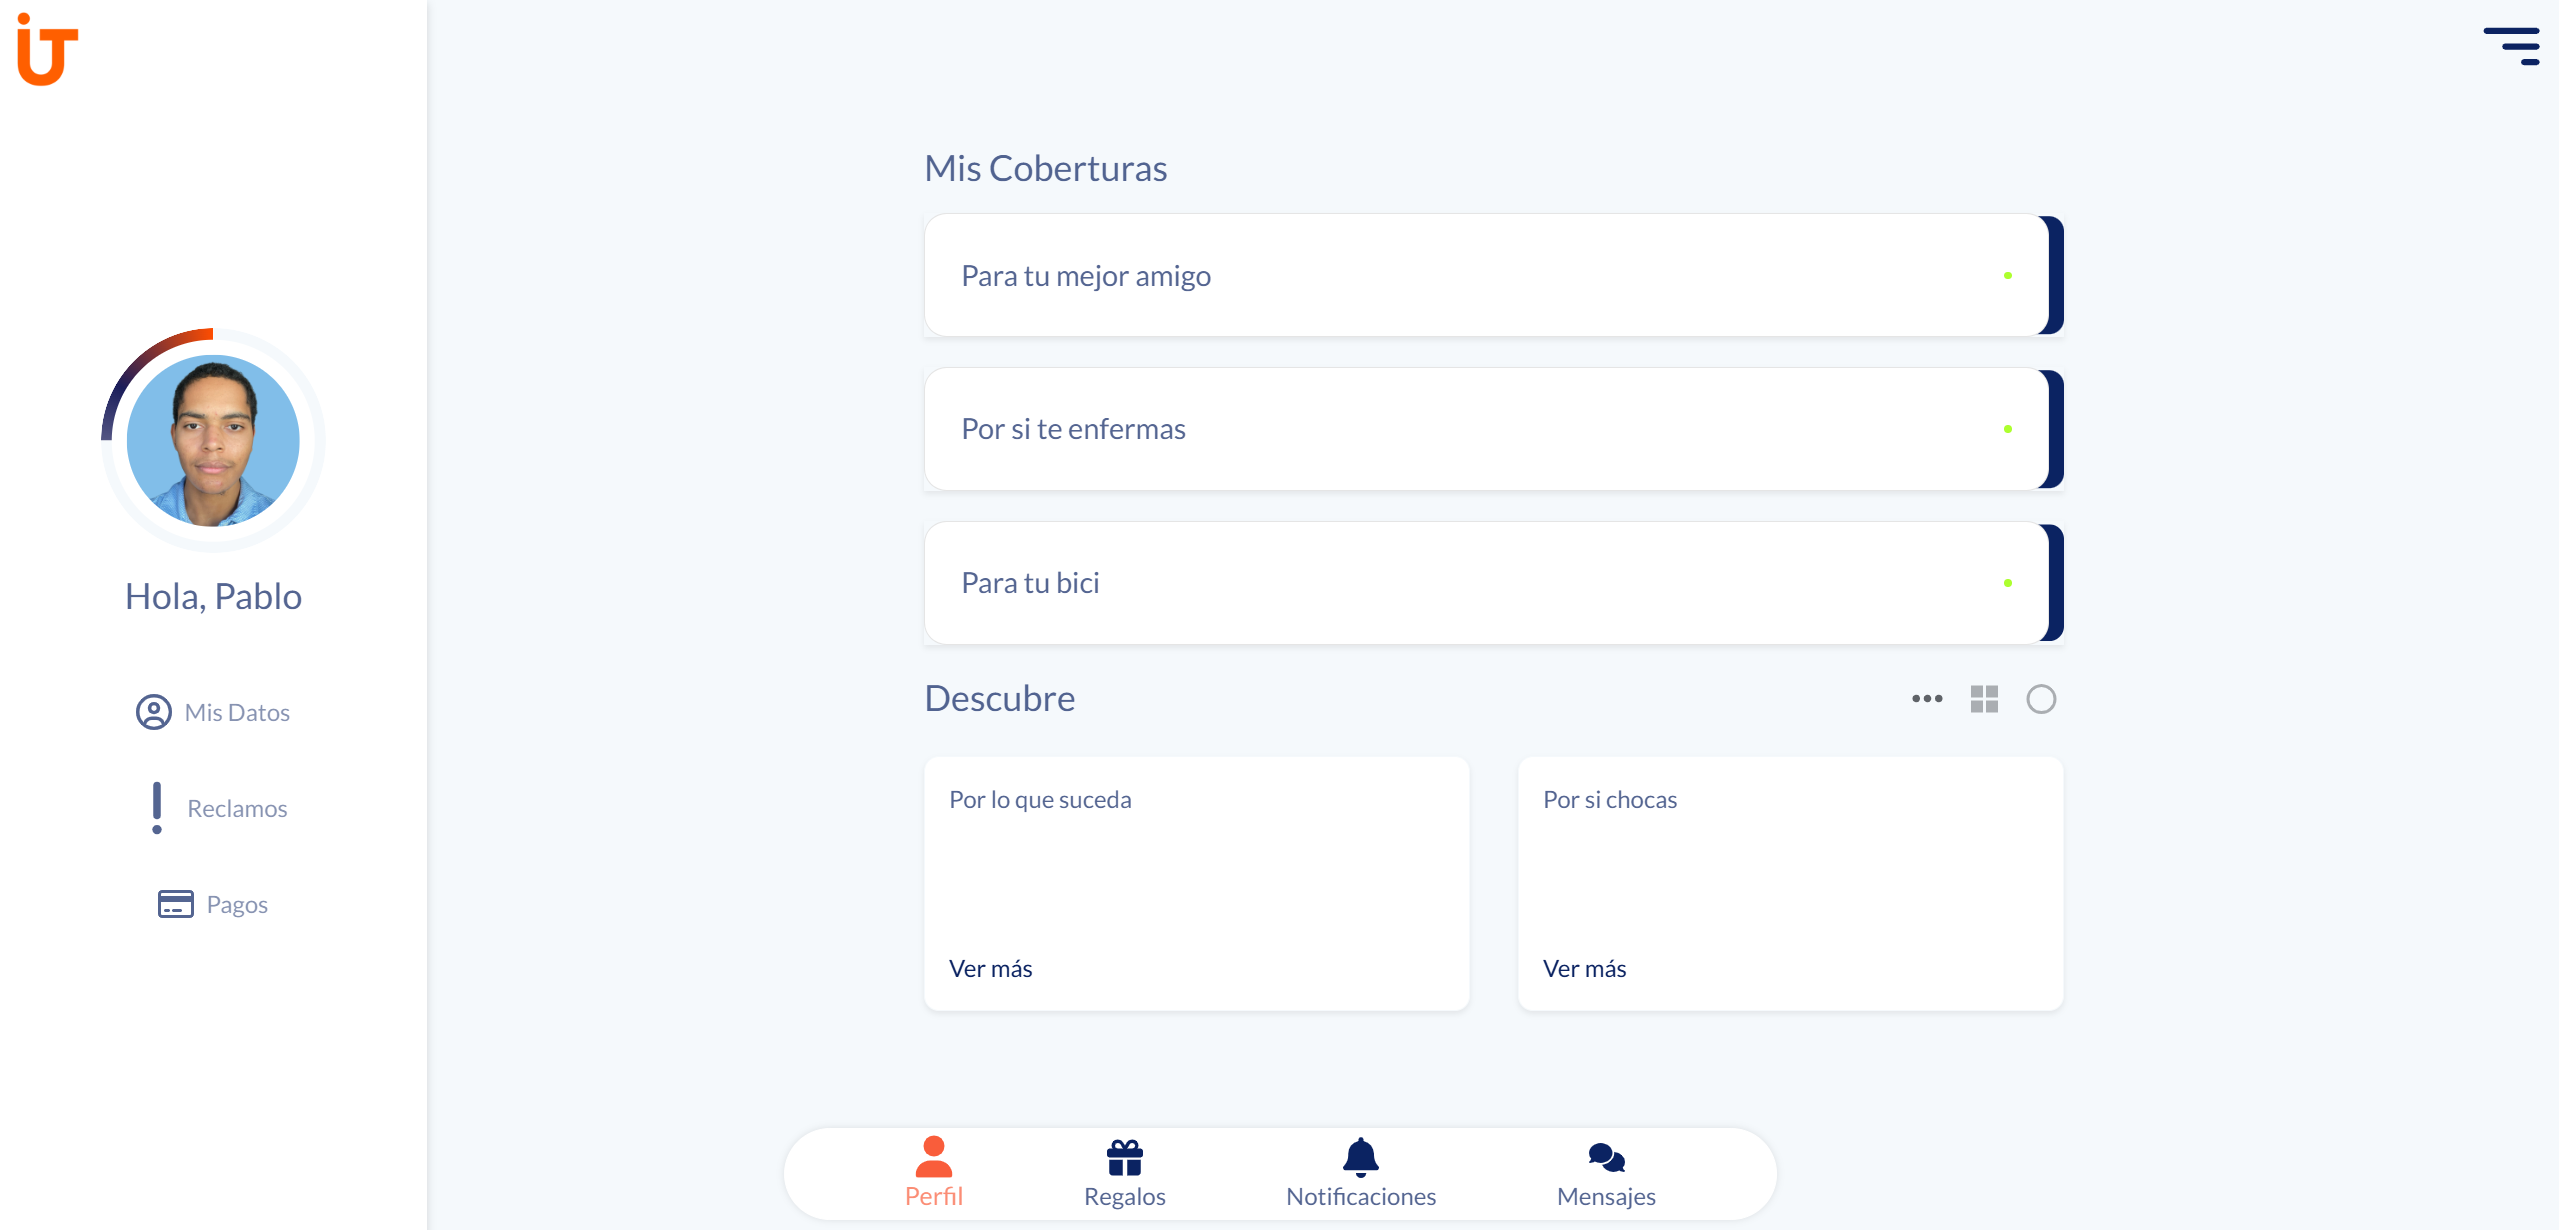 iT
Hola, Pablo
Mis Datos
Reclamos
Pagos
Mis Coberturas
Para tu mejor amigo
Por si te enfermas
Para tu bici
Descubre
Por lo que suceda
Ver más
Por si chocas
Ver más
Perfil
Regalos
Notificaciones
Mensajes